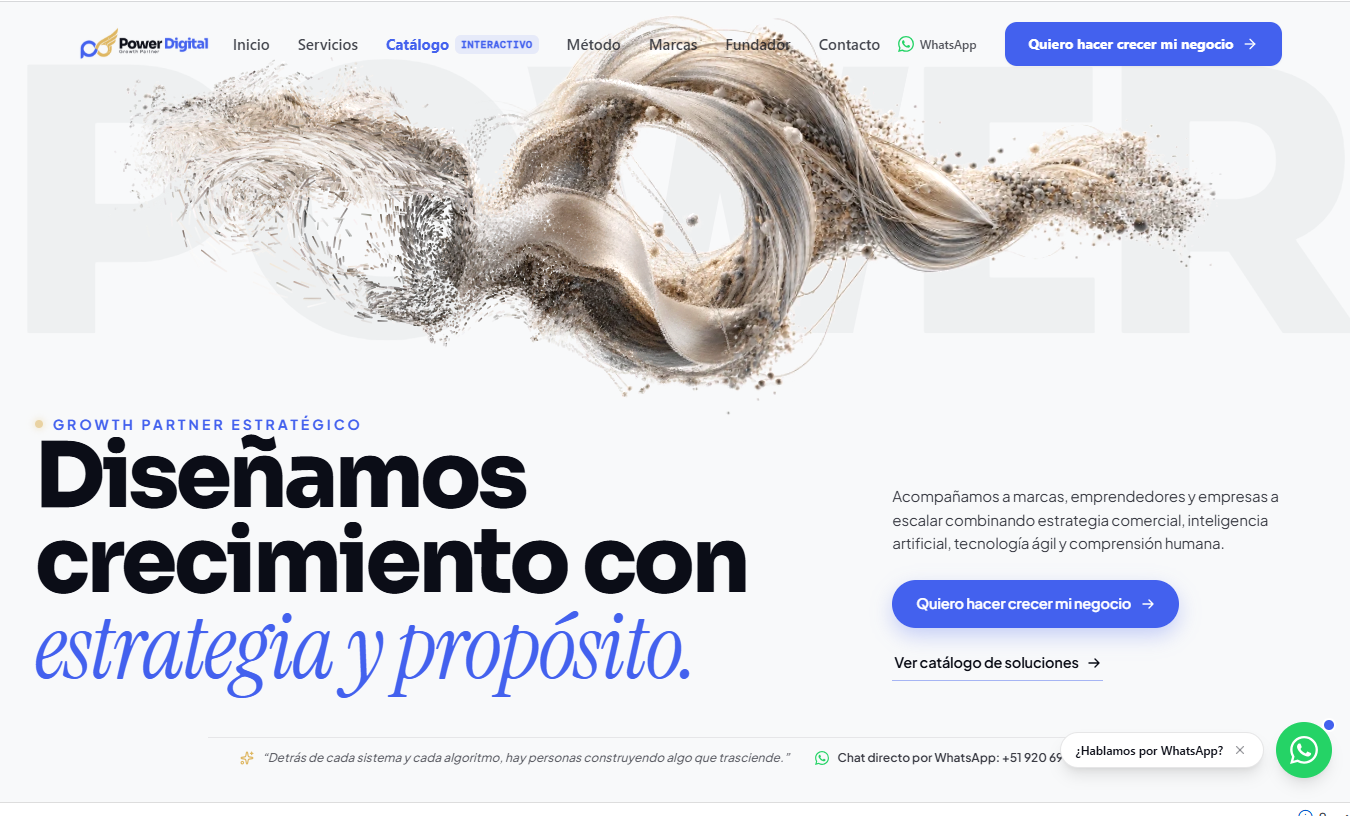 Power Digital
Growth Partner
Inicio
Servicios
Catálogo INTERACTIVO
Método
Marcas
Fundador
Contacto
WhatsApp
Quiero hacer crecer mi negocio →
POWER
GROWTH PARTNER ESTRATÉGICO
Diseñamos
crecimiento con
estrategia y propósito.
Acompañamos a marcas, emprendedores y empresas a
escalar combinando estrategia comercial, inteligencia
artificial, tecnología ágil y comprensión humana.
Quiero hacer crecer mi negocio →
Ver catálogo de soluciones →
“Detrás de cada sistema y cada algoritmo, hay personas construyendo algo que trasciende.”
Chat directo por WhatsApp: +51 920 69
¿Hablamos por WhatsApp? ×